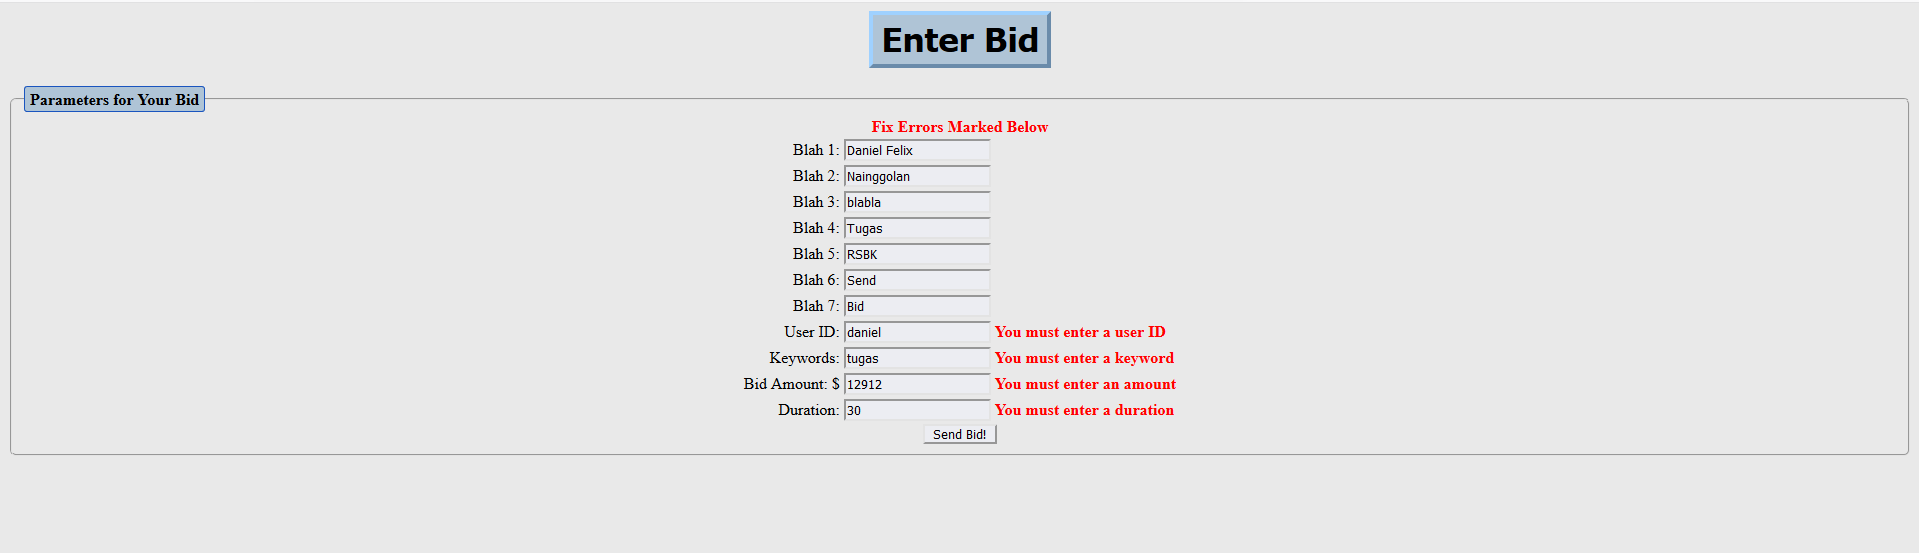 Enter Bid
Parameters for Your Bid
Fix Errors Marked Below
Blah 1: Daniel Felix
Blah 2: Nainggolan
Blah 3: blabla
Blah 4: Tugas
Blah 5: RSBK
Blah 6: Send
Blah 7: Bid
User ID: daniel You must enter a user ID
Keywords: tugas You must enter a keyword
Bid Amount: $ 12912 You must enter an amount
Duration: 30 You must enter a duration
Send Bid!